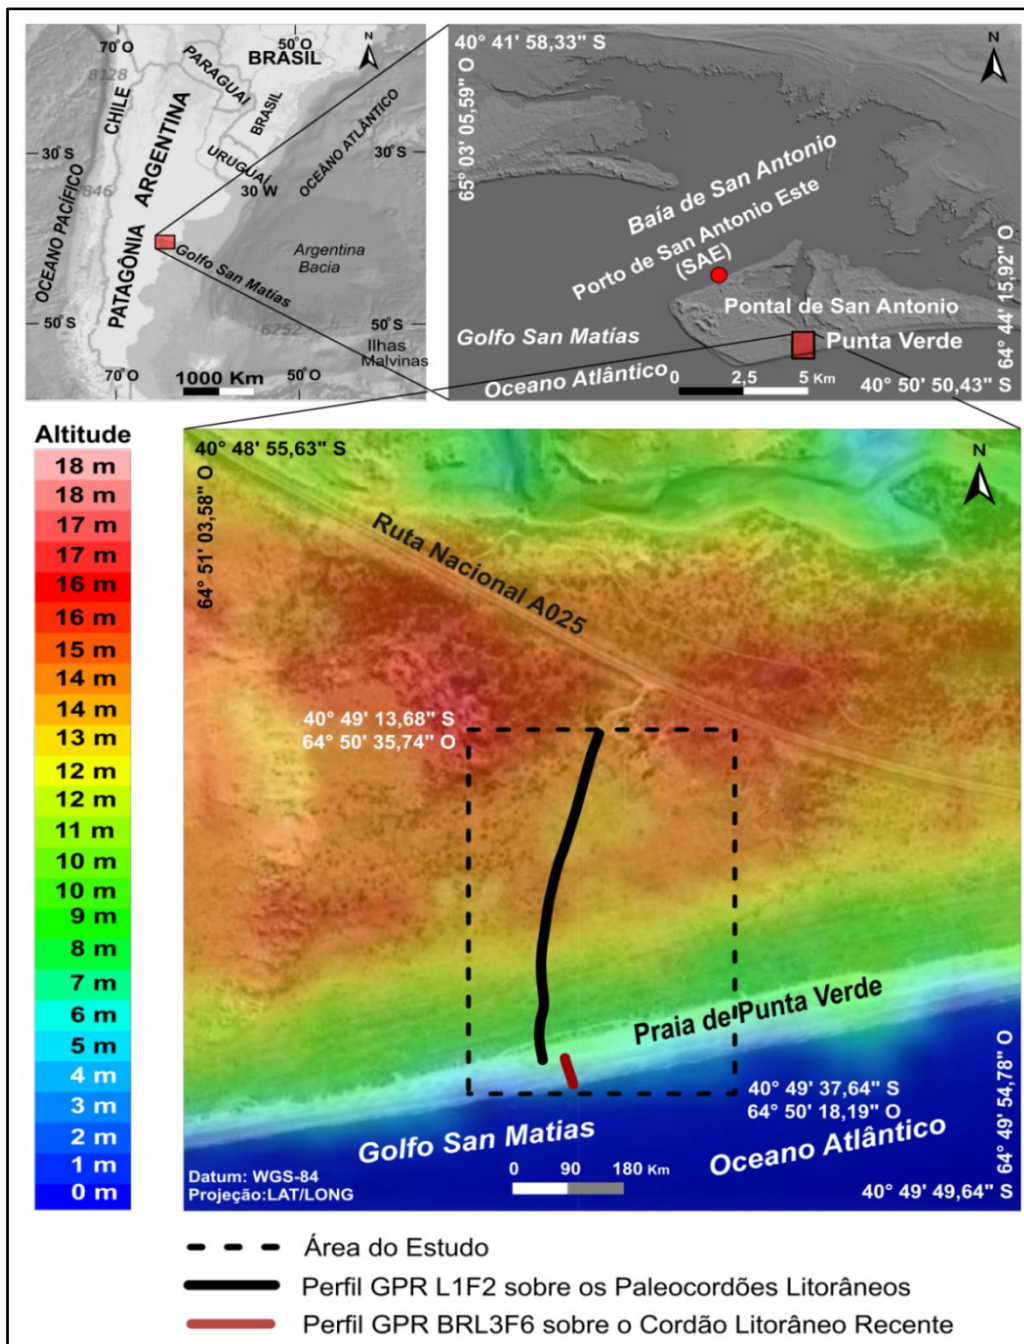 70° O
50° O
BRASIL
N
PARAGUAI
8128
CHILE
BRASIL
OCEANO ATLÂNTICO
ARGENTINA
30° S
30° S
URUGUAI
30 W
6846
OCEANO PACÍFICO
PATAGÔNIA
Golfo San Matías
Argentina
Bacia
50° S
6252
50° S
Ilhas
Malvinas
70° O
1000 Km
50° O
40° 41' 58,33" S
N
65° 03' 05,59" O
Baía de San Antonio
Porto de San Antonio Este
(SAE)
Pontal de San Antonio
Golfo San Matías
Punta Verde
64° 44' 15,92" O
Oceano Atlântico
0 2,5 5 Km
40° 50' 50,43" S
Altitude
18 m
18 m
17 m
17 m
16 m
16 m
15 m
14 m
14 m
13 m
12 m
12 m
11 m
10 m
10 m
9 m
8 m
7 m
6 m
5 m
4 m
3 m
2 m
1 m
0 m
40° 48' 55,63" S
64° 51' 03,58" O
N
Ruta Nacional A025
40° 49' 13,68" S
64° 50' 35,74" O
Praia de Punta Verde
40° 49' 37,64" S
64° 50' 18,19" O
Golfo San Matias
Oceano Atlântico
64° 49' 54,78" O
0 90 180 Km
Datum: WGS-84
Projeção:LAT/LONG
40° 49' 49,64" S
Área do Estudo
Perfil GPR L1F2 sobre os Paleocordões Litorâneos
Perfil GPR BRL3F6 sobre o Cordão Litorâneo Recente